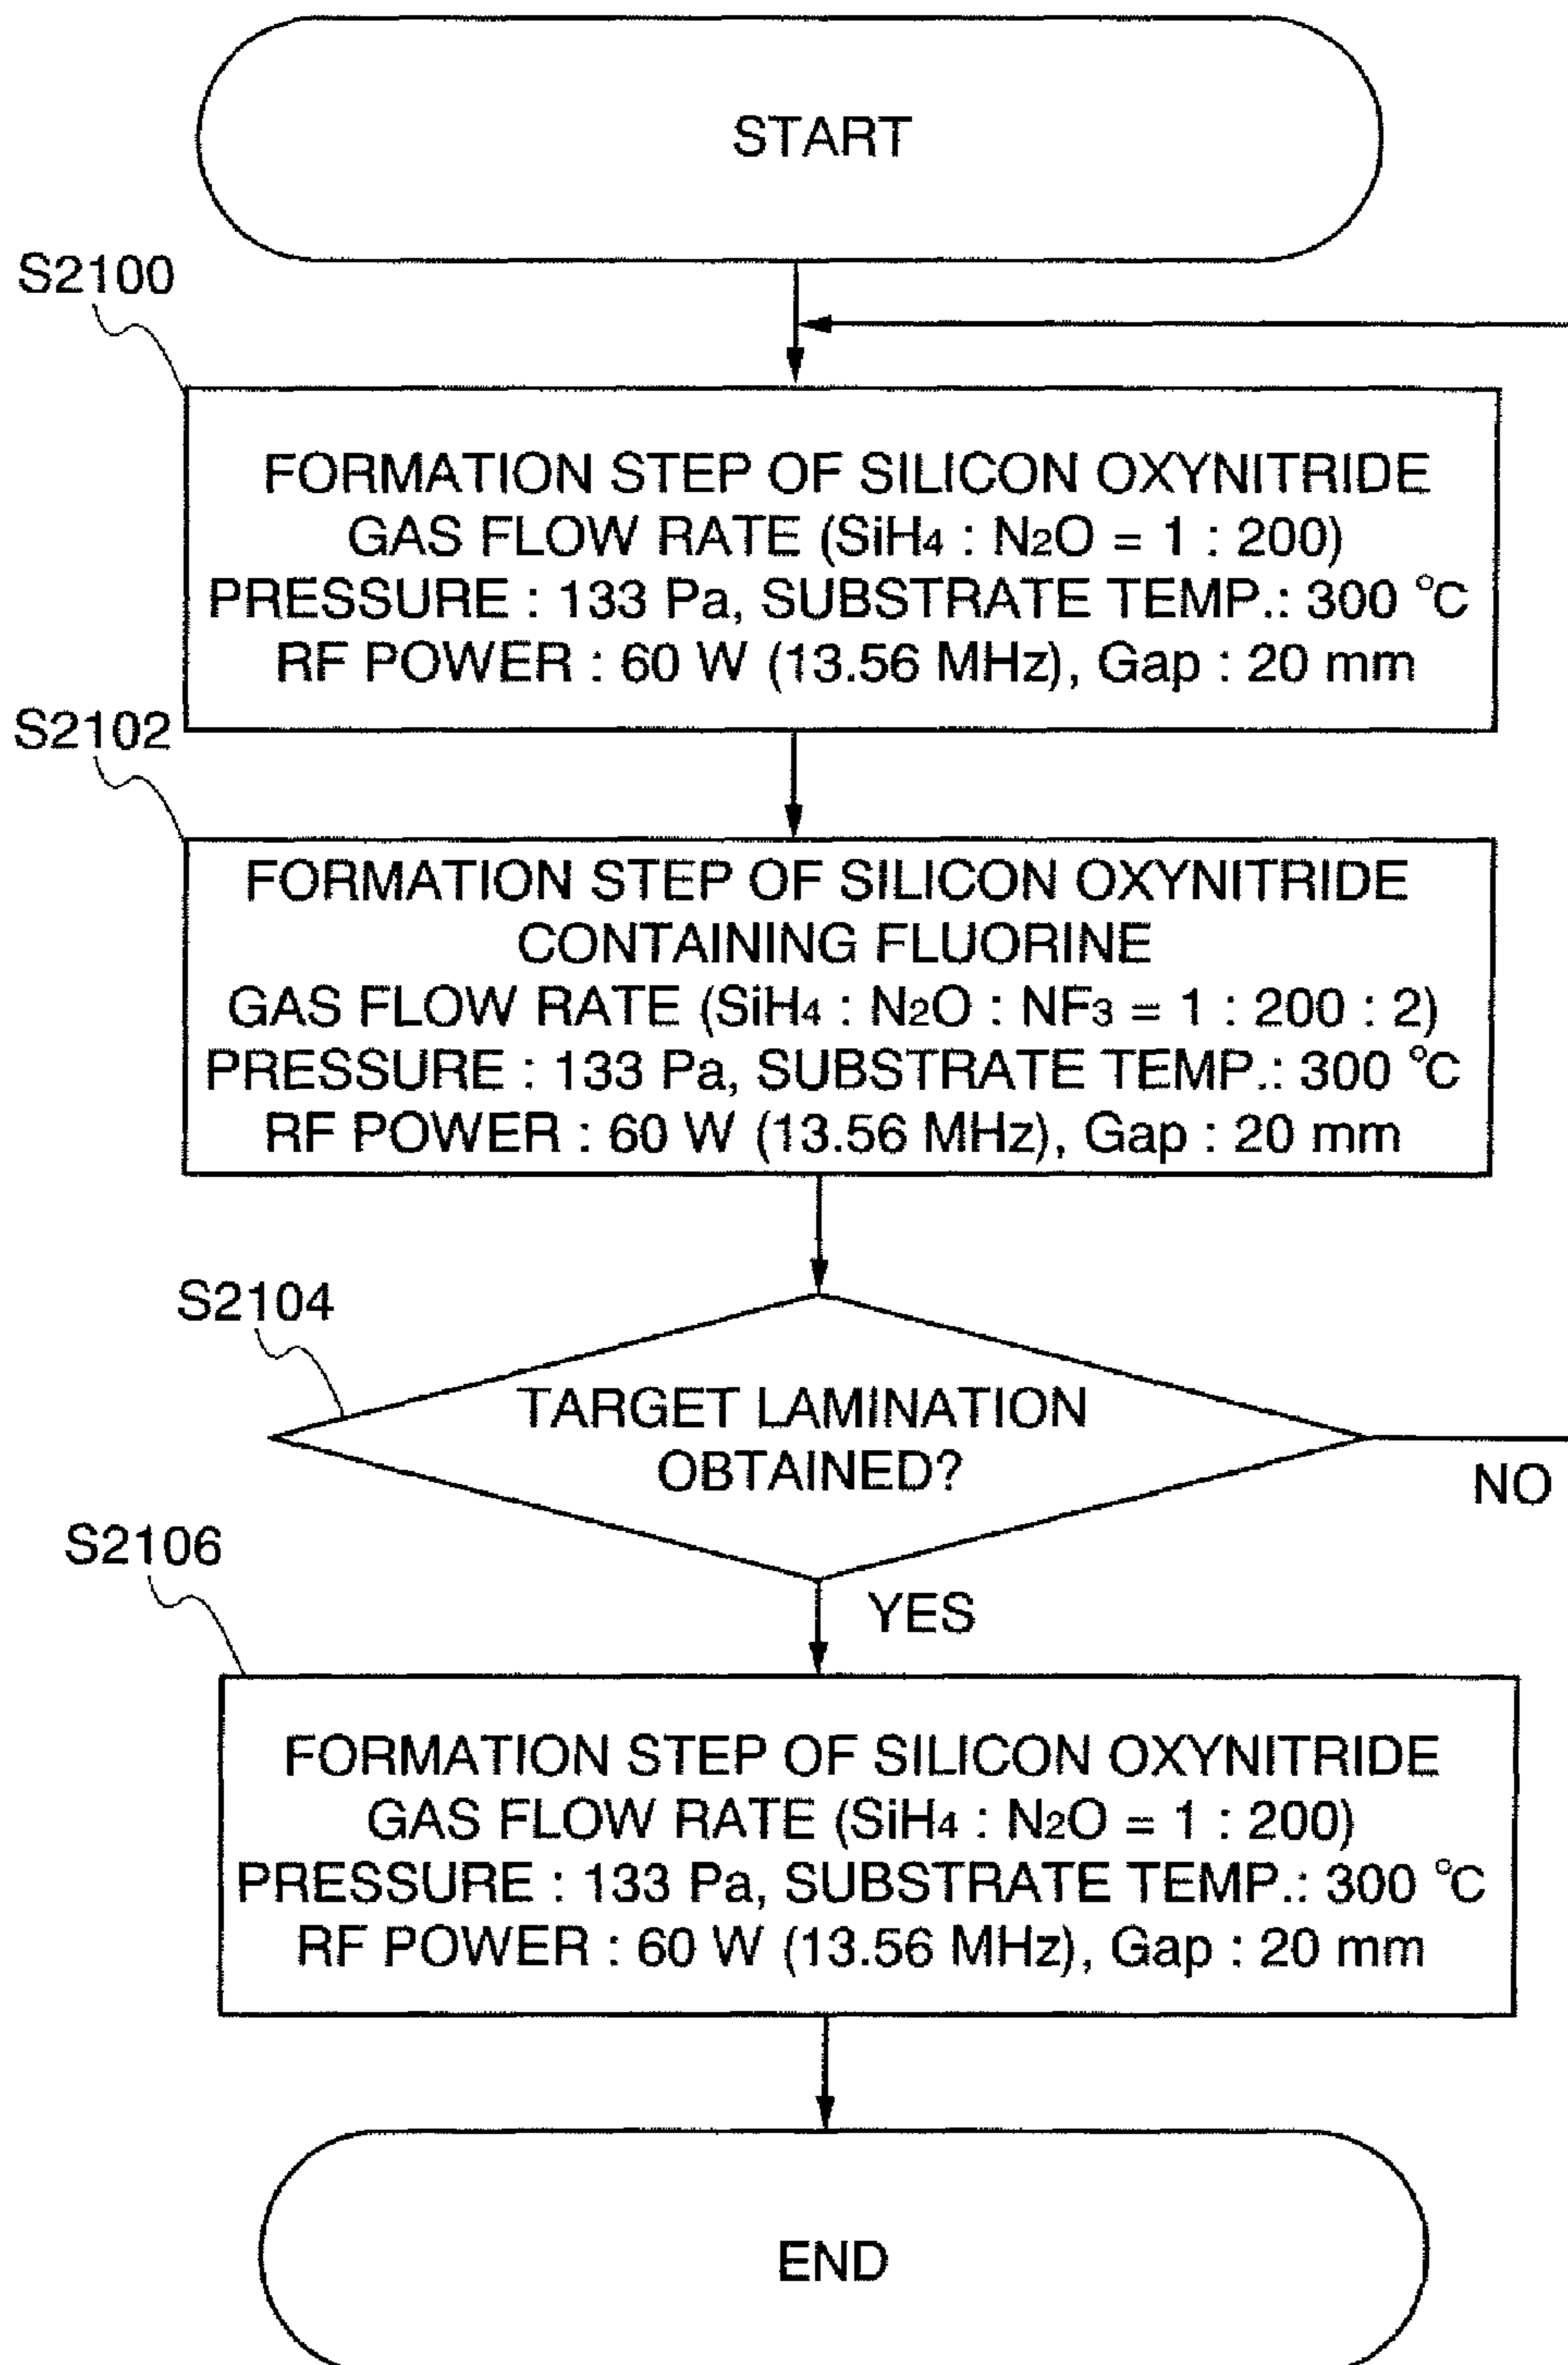 START
S2100
FORMATION STEP OF SILICON OXYNITRIDE
GAS FLOW RATE (SiH4 : N2O = 1 : 200)
PRESSURE : 133 Pa, SUBSTRATE TEMP.: 300 °C
RF POWER : 60 W (13.56 MHz), Gap : 20 mm
S2102
FORMATION STEP OF SILICON OXYNITRIDE
CONTAINING FLUORINE
GAS FLOW RATE (SiH4 : N2O : NF3 = 1 : 200 : 2)
PRESSURE : 133 Pa, SUBSTRATE TEMP.: 300 °C
RF POWER : 60 W (13.56 MHz), Gap : 20 mm
S2104
TARGET LAMINATION
OBTAINED?
NO
YES
S2106
FORMATION STEP OF SILICON OXYNITRIDE
GAS FLOW RATE (SiH4 : N2O = 1 : 200)
PRESSURE : 133 Pa, SUBSTRATE TEMP.: 300 °C
RF POWER : 60 W (13.56 MHz), Gap : 20 mm
END